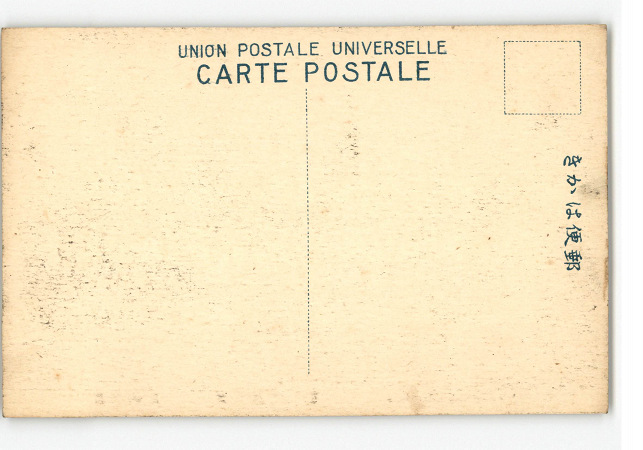 UNION POSTALE UNIVERSELLE
CARTE POSTALE
きかは便郵